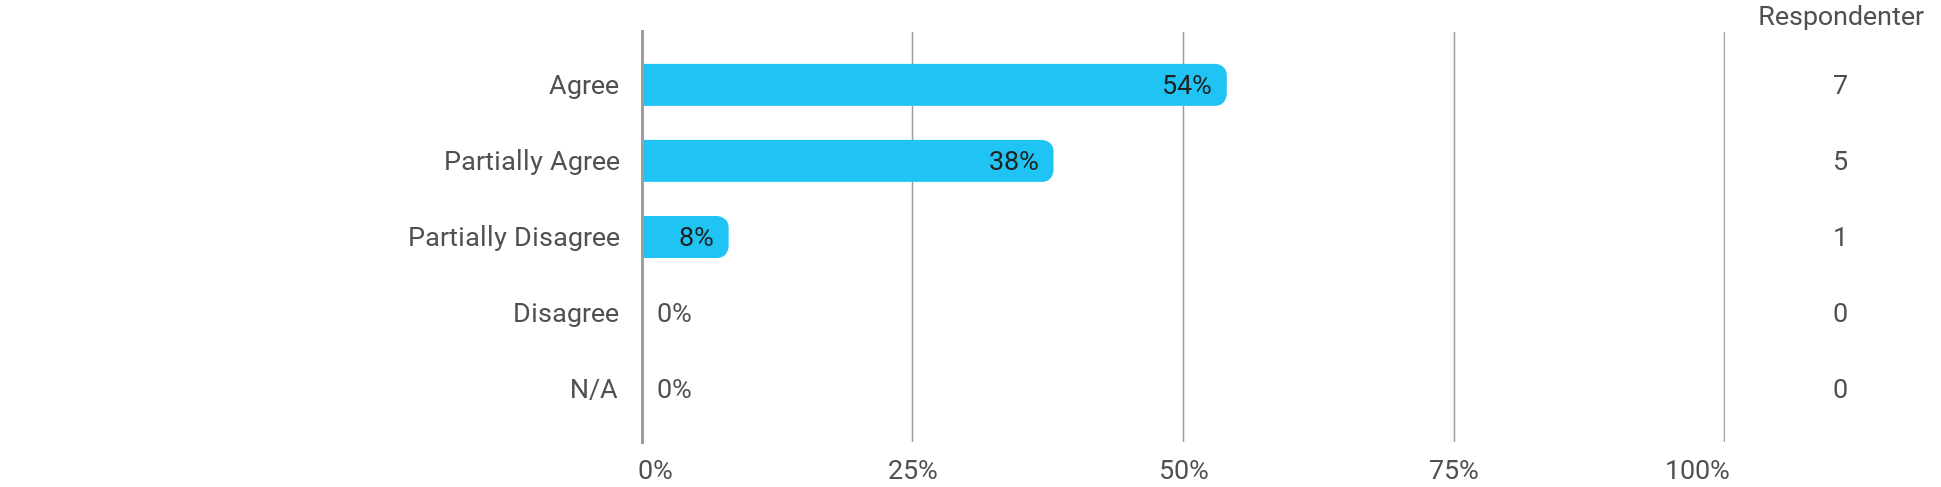 Respondenter
Agree 54% 7
Partially Agree 38% 5
Partially Disagree 8% 1
Disagree 0% 0
N/A 0% 0
0% 25% 50% 75% 100%